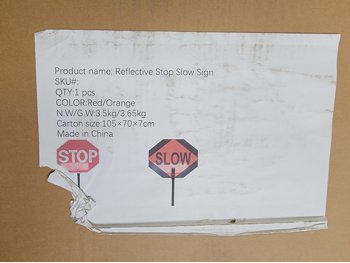 Product name: Reflective Stop Slow Sign
SKU#:
QTY:1 pcs
COLOR:Red/Orange
N.W/G.W:3.5kg/3.65kg
Carton size:105×70×7cm
Made in China
STOP
SLOW